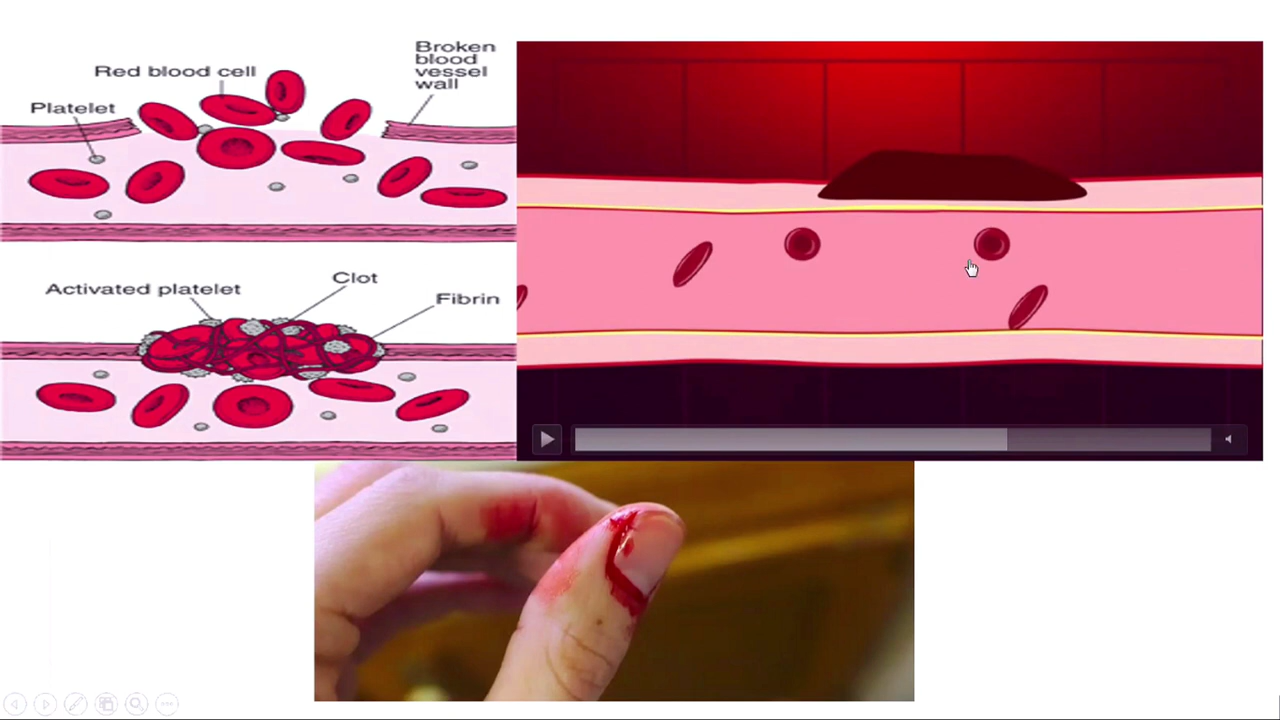 Broken
blood
vessel
wall
Red blood cell
Platelet
Clot
Activated platelet
Fibrin